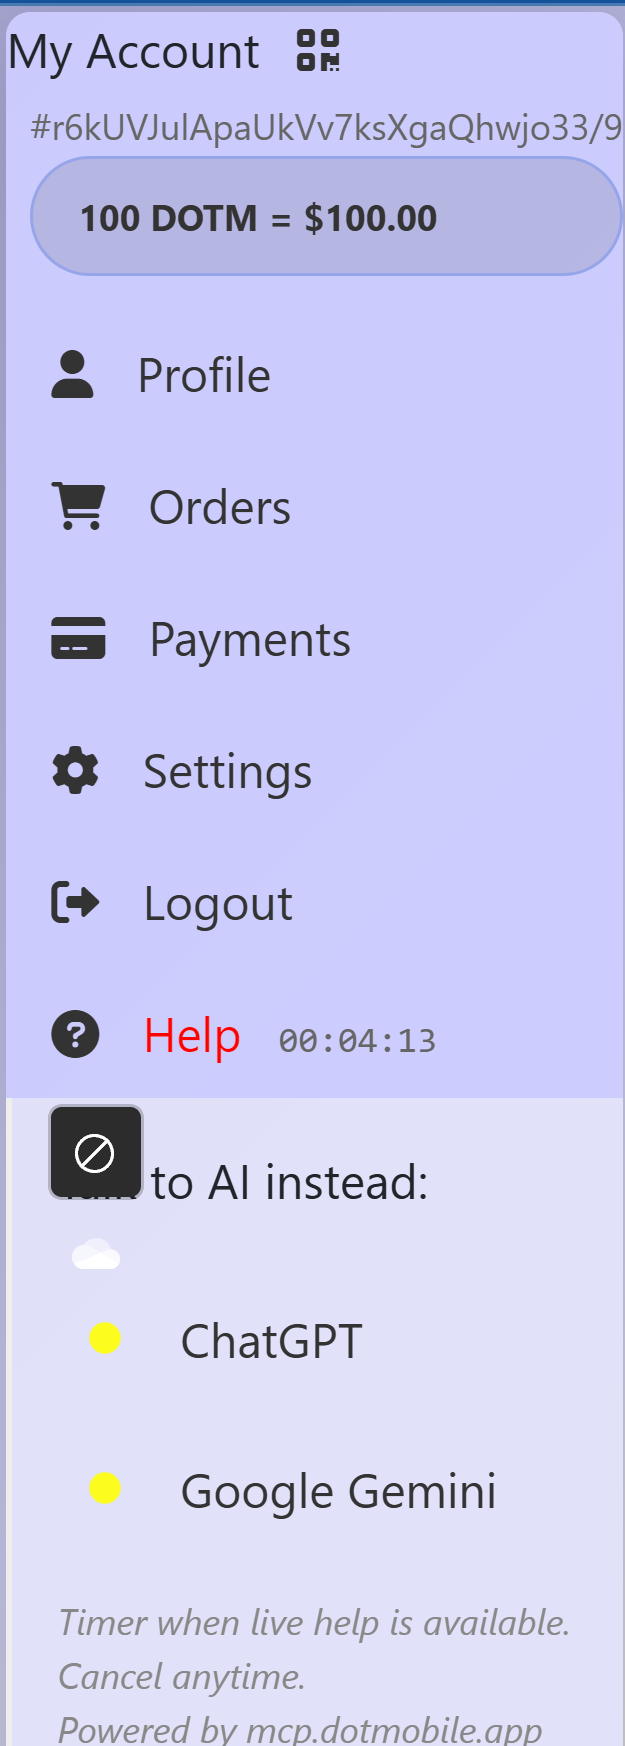 My Account
#r6kUVJulApaUkVv7ksXgaQhwjo33/9
100 DOTM = $100.00
Profile
Orders
Payments
Settings
Logout
Help 00:04:13
to AI instead:
ChatGPT
Google Gemini
Timer when live help is available.
Cancel anytime.
Powered by mcp.dotmobile.app